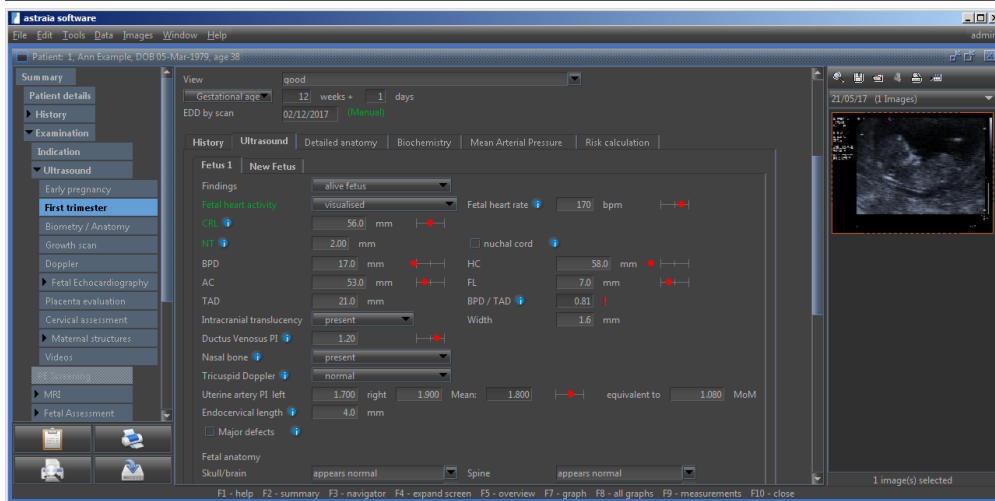 astraia software
File Edit Tools Data Images Window Help admin
Patient: 1, Ann Example, DOB 05-Mar-1979, age 38
Summary
Patient details
History
Examination
Indication
Ultrasound
Early pregnancy
First trimester
Biometry / Anatomy
Growth scan
Doppler
Fetal Echocardiography
Placenta evaluation
Cervical assessment
Maternal structures
Videos
PE Screening
MRI
Fetal Assessment
View good
Gestational age 12 weeks + 1 days
EDD by scan 02/12/2017 (Manual)
History Ultrasound Detailed anatomy Biochemistry Mean Arterial Pressure Risk calculation
Fetus 1 New Fetus
Findings alive fetus
Fetal heart activity visualised Fetal heart rate 170 bpm
CRL 56.0 mm
NT 2.00 mm nuchal cord
BPD 17.0 mm HC 58.0 mm
AC 53.0 mm FL 7.0 mm
TAD 21.0 mm BPD / TAD 0.81 !
Intracranial translucency present Width 1.6 mm
Ductus Venosus PI 1.20
Nasal bone present
Tricuspid Doppler normal
Uterine artery PI left 1.700 right 1.900 Mean: 1.800 equivalent to 1.080 MoM
Endocervical length 4.0 mm
Major defects
Fetal anatomy
Skull/brain appears normal Spine appears normal
21/05/17 (1 Images)
1 image(s) selected
F1 - help F2 - summary F3 - navigator F4 - expand screen F5 - overview F7 - graph F8 - all graphs F9 - measurements F10 - close